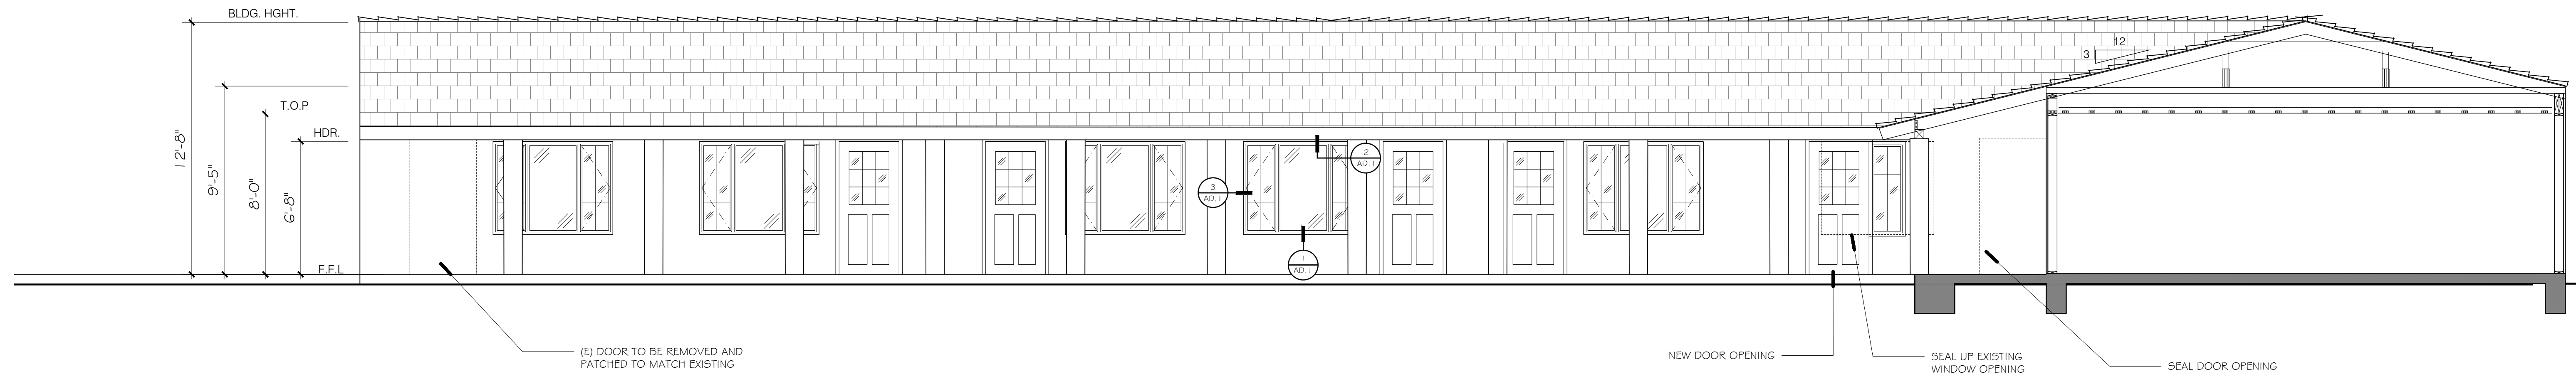 BLDG. HGHT.
T.O.P
HDR.
F.F.L
12'-8"
9'-5"
8'-0"
6'-8"
12
3
2
AD.1
3
AD.1
1
AD.1
(E) DOOR TO BE REMOVED AND
PATCHED TO MATCH EXISTING
NEW DOOR OPENING
SEAL UP EXISTING
WINDOW OPENING
SEAL DOOR OPENING